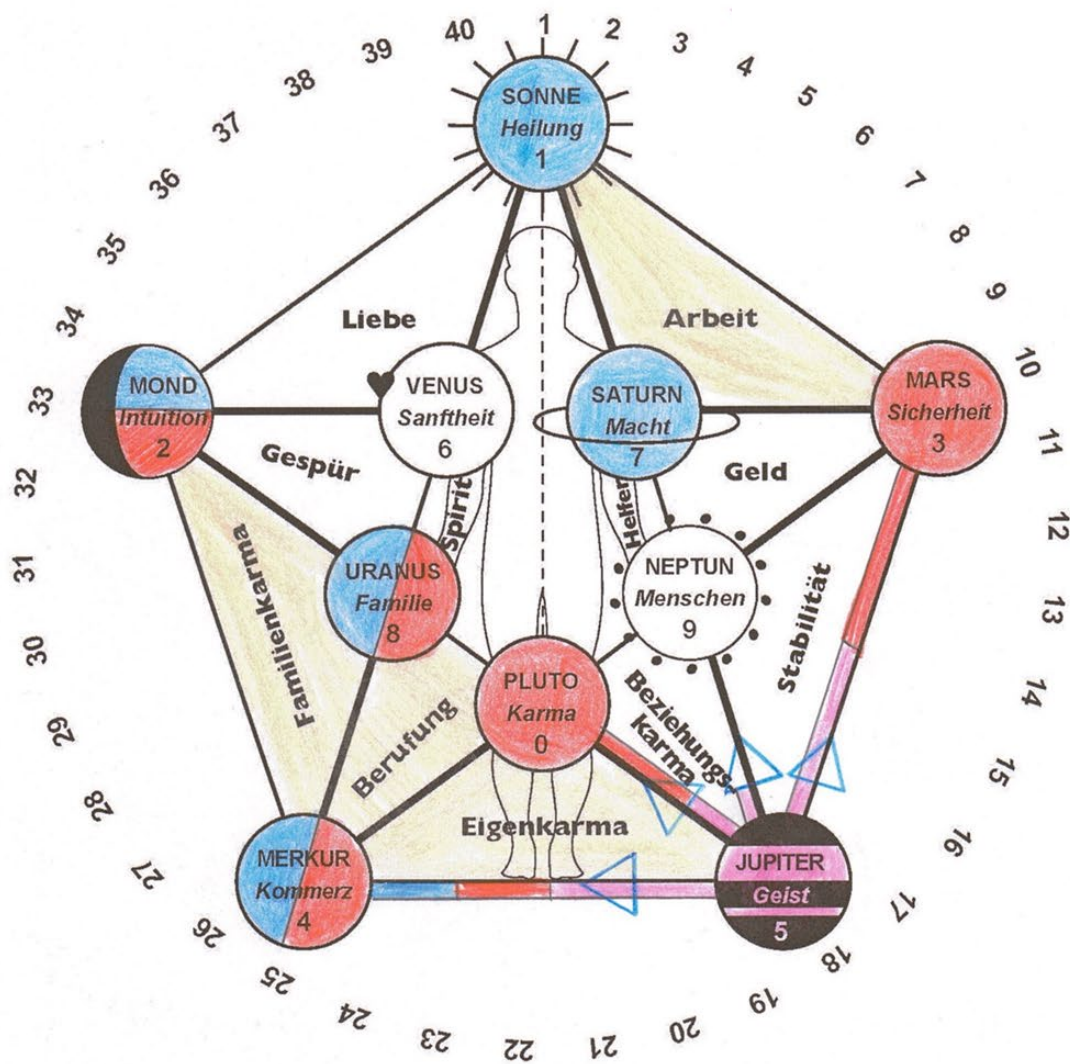 1
2
3
4
5
6
7
8
9
10
11
12
13
14
15
16
17
18
19
20
21
22
23
24
25
26
27
28
29
30
31
32
33
34
35
36
37
38
39
40
SONNE
Heilung
1
Liebe
Arbeit
MOND
Intuition
2
VENUS
Sanftheit
6
SATURN
Macht
7
MARS
Sicherheit
3
Gespür
Spirit
Helfer
Geld
URANUS
Familie
8
NEPTUN
Menschen
9
Familienkarma
Stabilität
PLUTO
Karma
0
Berufung
Beziehungs-
karma
Eigenkarma
MERKUR
Kommerz
4
JUPITER
Geist
5